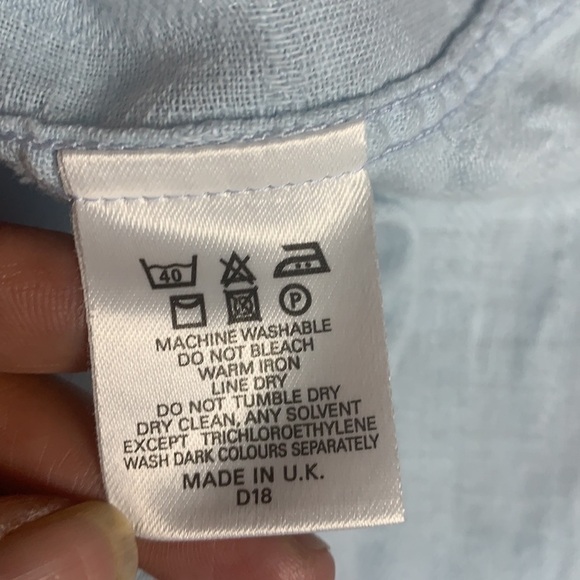 40
P
MACHINE WASHABLE
DO NOT BLEACH
WARM IRON
LINE DRY
DO NOT TUMBLE DRY
DRY CLEAN, ANY SOLVENT
EXCEPT TRICHLOROETHYLENE
WASH DARK COLOURS SEPARATELY
MADE IN U.K.
D18